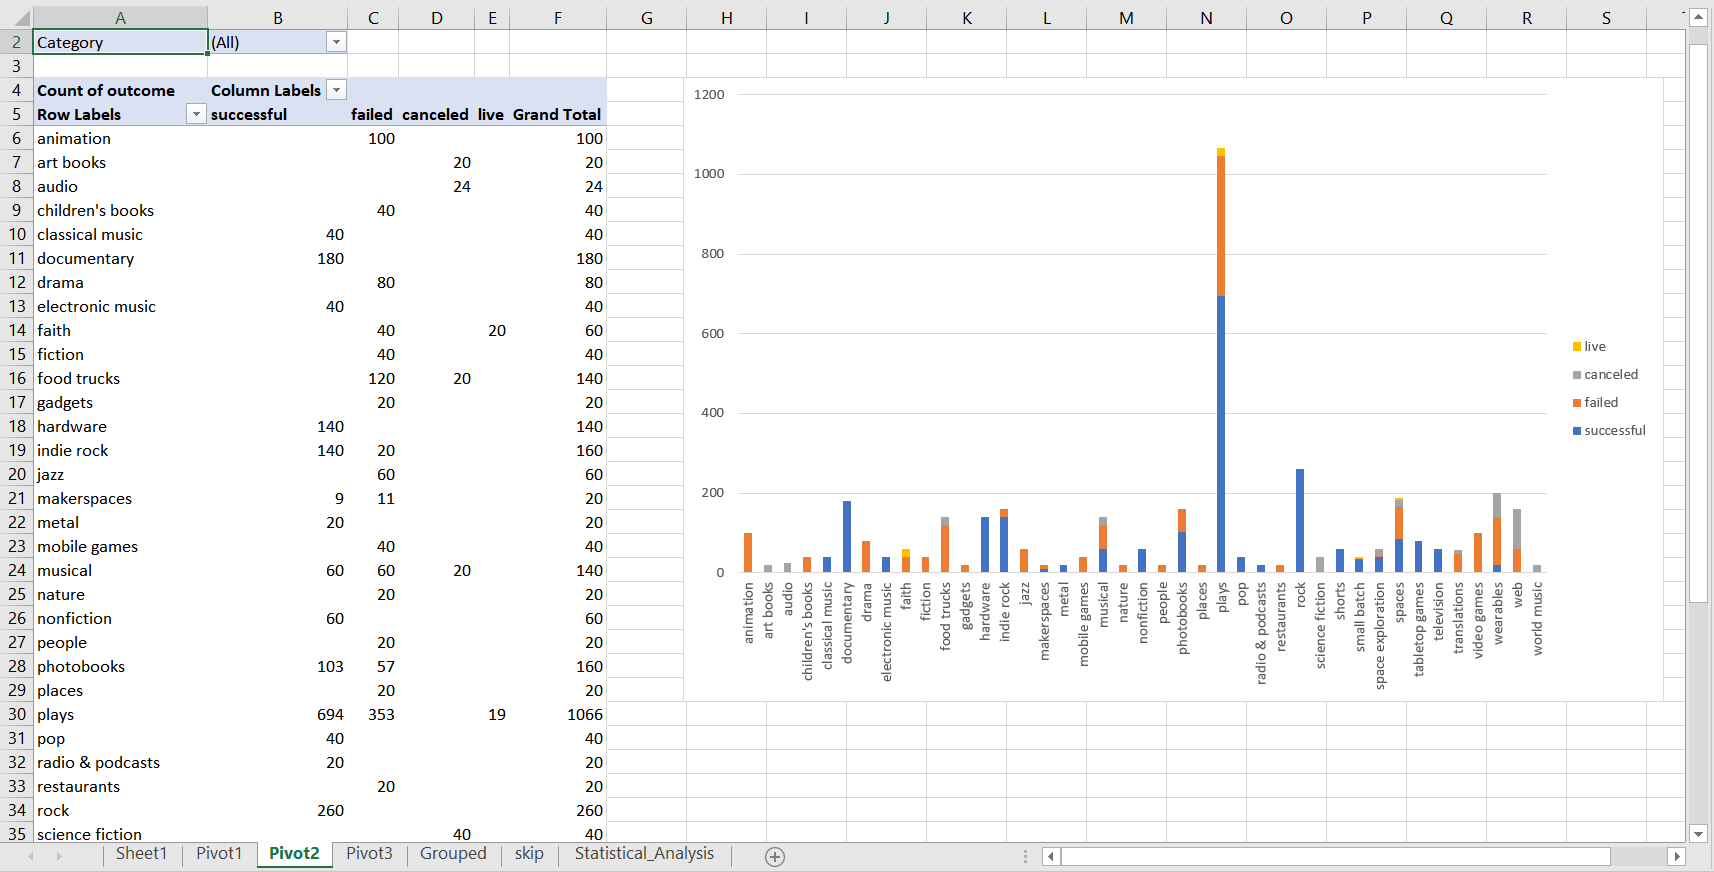 A B C D E F G H I J K L M N O P Q R S
2 Category (All)
3
4 Count of outcome Column Labels
5 Row Labels successful failed canceled live Grand Total
6 animation 100 100
7 art books 20 20
8 audio 24 24
9 children's books 40 40
10 classical music 40 40
11 documentary 180 180
12 drama 80 80
13 electronic music 40 40
14 faith 40 20 60
15 fiction 40 40
16 food trucks 120 20 140
17 gadgets 20 20
18 hardware 140 140
19 indie rock 140 20 160
20 jazz 60 60
21 makerspaces 9 11 20
22 metal 20 20
23 mobile games 40 40
24 musical 60 60 20 140
25 nature 20 20
26 nonfiction 60 60
27 people 20 20
28 photobooks 103 57 160
29 places 20 20
30 plays 694 353 19 1066
31 pop 40 40
32 radio & podcasts 20 20
33 restaurants 20 20
34 rock 260 260
35 science fiction 40 40
1200
1000
800
600
400
200
0
animation
art books
audio
children's books
classical music
documentary
drama
electronic music
faith
fiction
food trucks
gadgets
hardware
indie rock
jazz
makerspaces
metal
mobile games
musical
nature
nonfiction
people
photobooks
places
plays
pop
radio & podcasts
restaurants
rock
science fiction
shorts
small batch
space exploration
spaces
tabletop games
television
translations
video games
wearables
web
world music
live
canceled
failed
successful
Sheet1 Pivot1 Pivot2 Pivot3 Grouped skip Statistical_Analysis